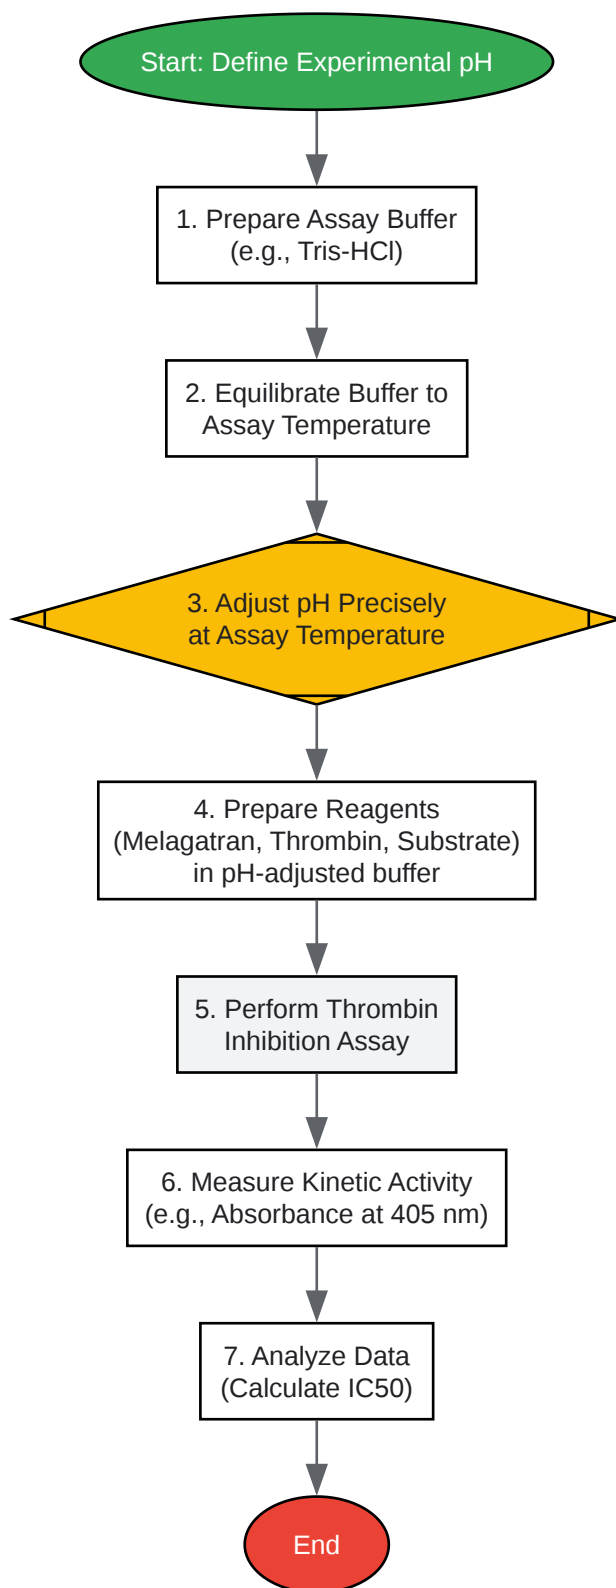 Start: Define Experimental pH
1. Prepare Assay Buffer
(e.g., Tris-HCl)
2. Equilibrate Buffer to
Assay Temperature
3. Adjust pH Precisely
at Assay Temperature
4. Prepare Reagents
(Melagatran, Thrombin, Substrate)
in pH-adjusted buffer
5. Perform Thrombin
Inhibition Assay
6. Measure Kinetic Activity
(e.g., Absorbance at 405 nm)
7. Analyze Data
(Calculate IC50)
End